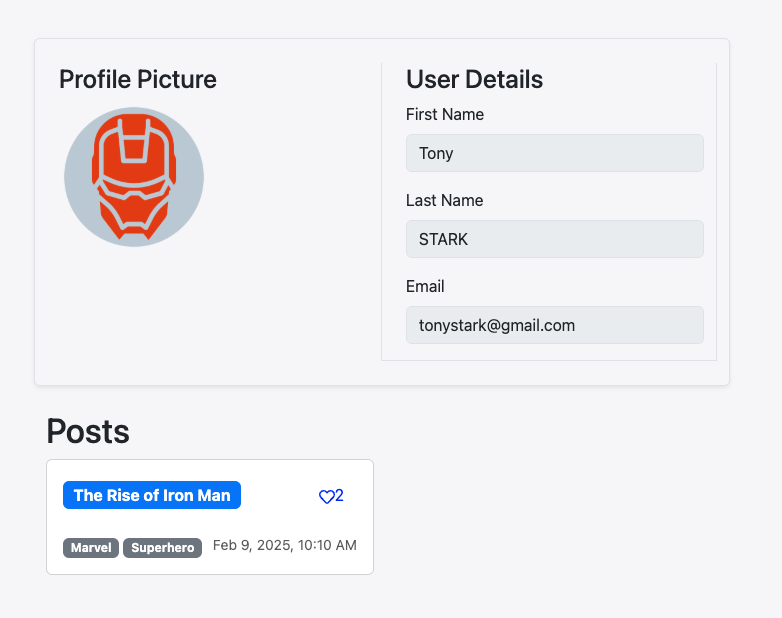 Profile Picture
User Details
First Name
Tony
Last Name
STARK
Email
tonystark@gmail.com
Posts
The Rise of Iron Man
2
Marvel Superhero Feb 9, 2025, 10:10 AM